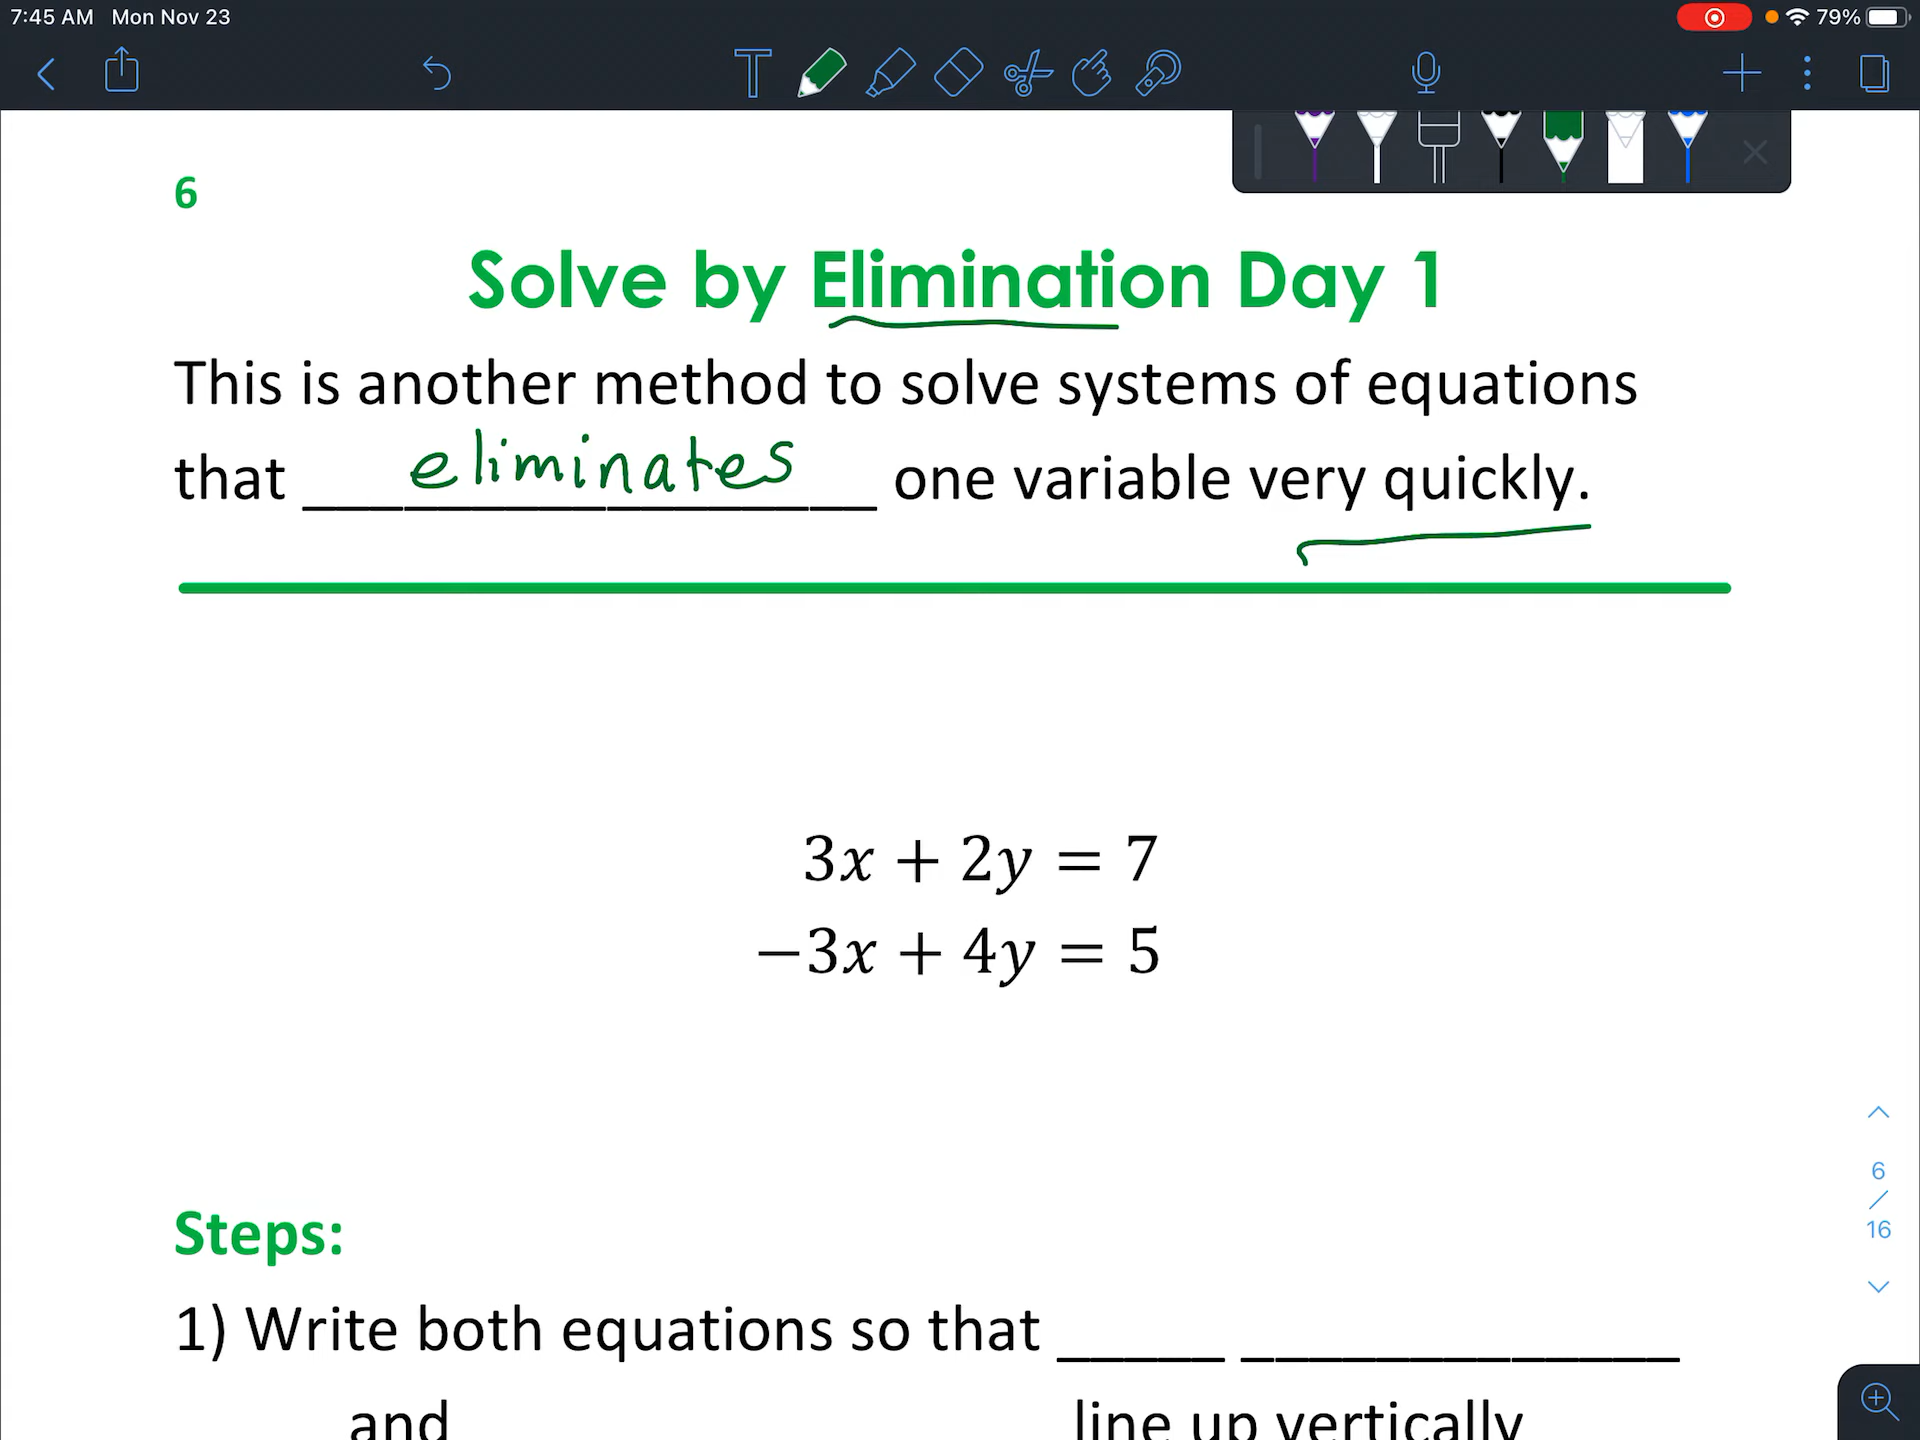 7:45 AM Mon Nov 23
79%
T
6
Solve by Elimination Day 1
This is another method to solve systems of equations
that eliminates one variable very quickly.
3x + 2y = 7
−3x + 4y = 5
6
/
16
Steps:
1) Write both equations so that _____ _____________
and line up vertically